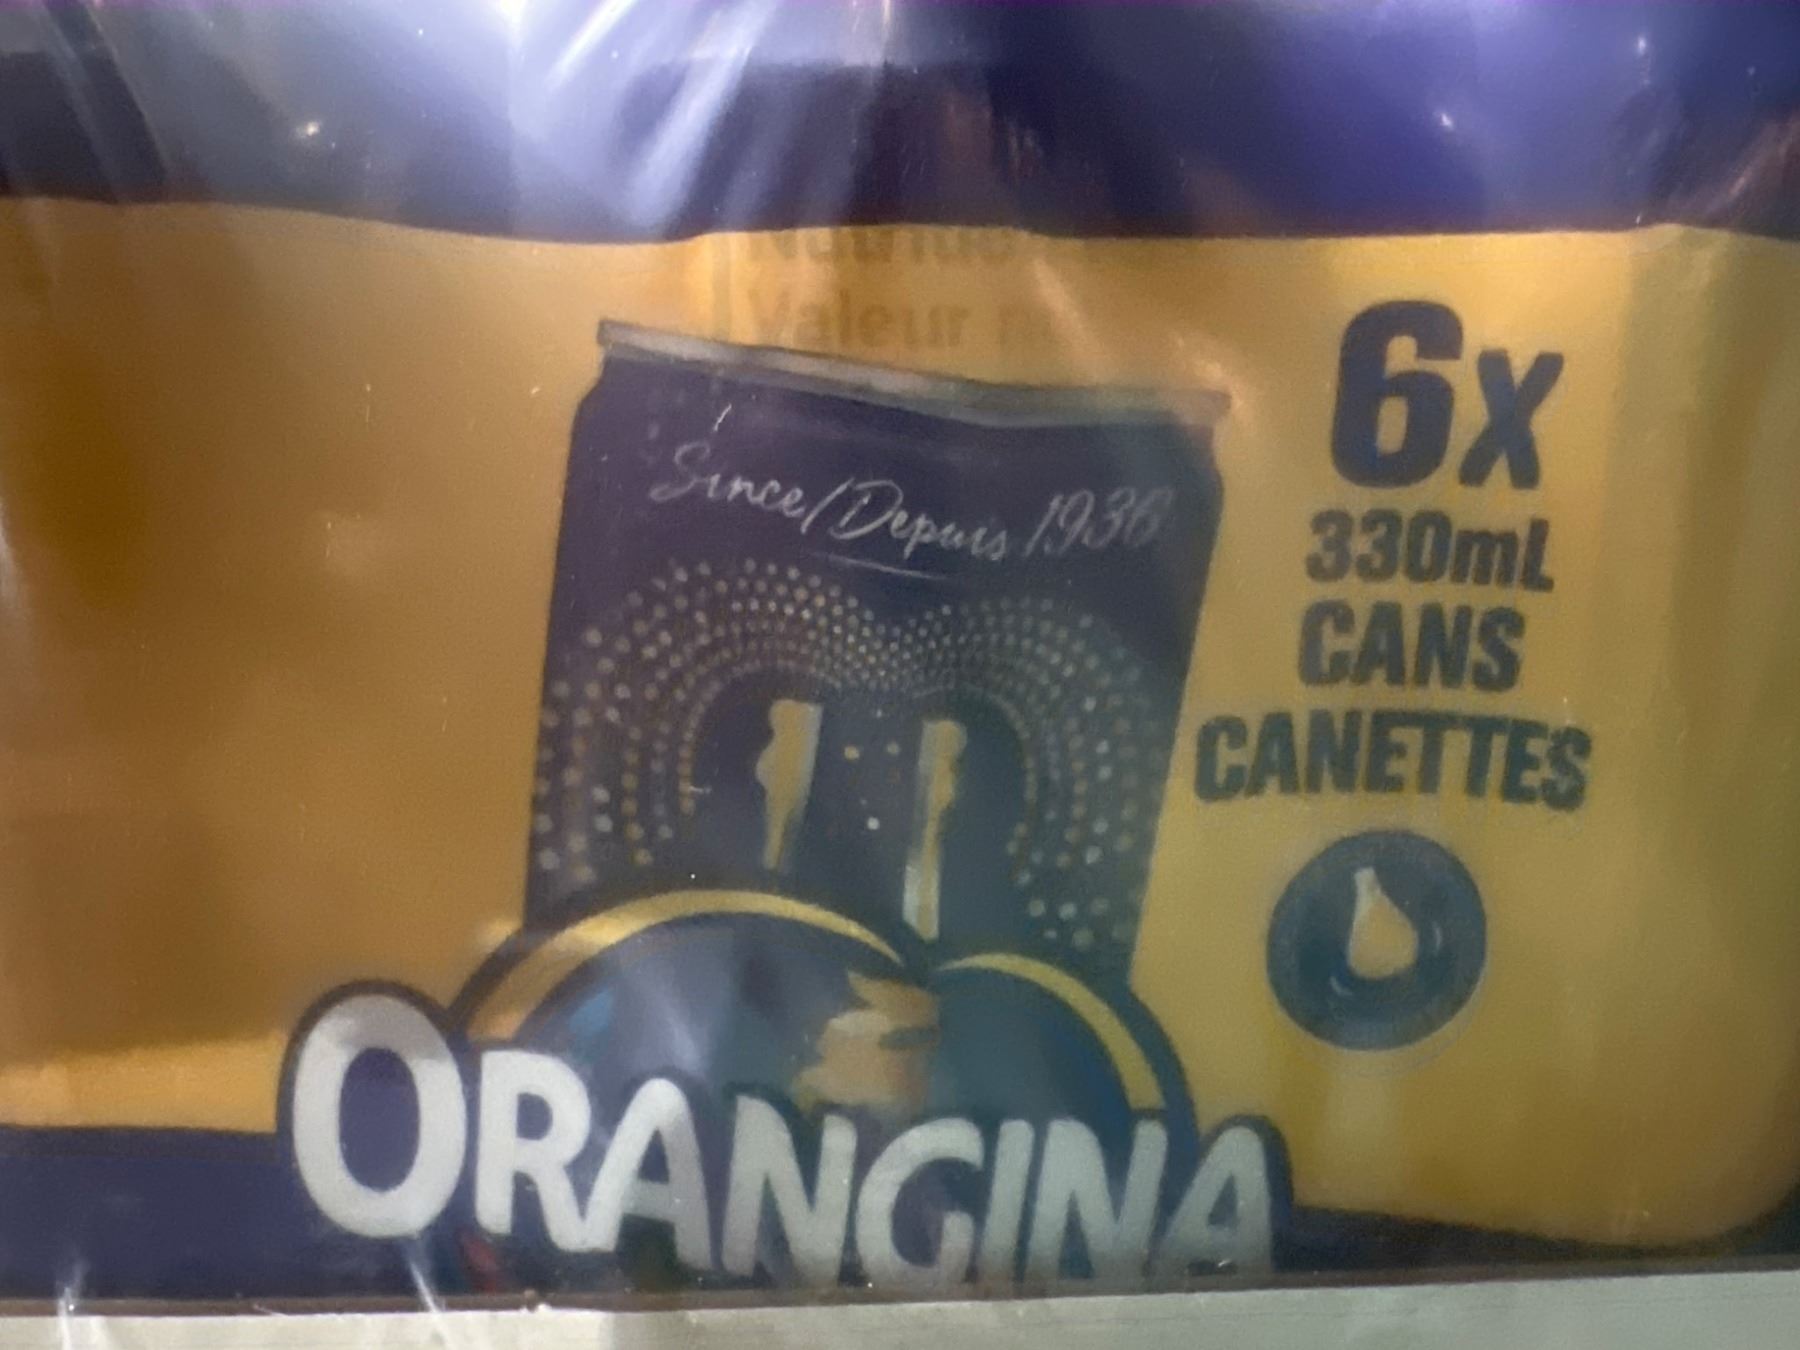 Valeur
Since/Depuis 1936
6x
330mL
CANS
CANETTES
ORANGINA